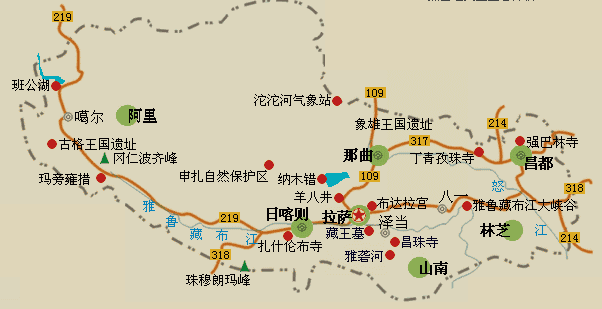 219
班公湖
噶尔
阿里
古格王国遗址
冈仁波齐峰
玛旁雍措
沱沱河气象站
109
象雄王国遗址
那曲
317
丁青孜珠寺
214
强巴林寺
昌都
申扎自然保护区
纳木错
109
羊八井
布达拉宫
八一
怒
318
雅鲁藏布江大峡谷
雅
鲁
藏
布
江
219
日喀则
拉萨
藏王墓
泽当
林芝
江
214
扎什伦布寺
昌珠寺
雅砻河
318
珠穆朗玛峰
山南